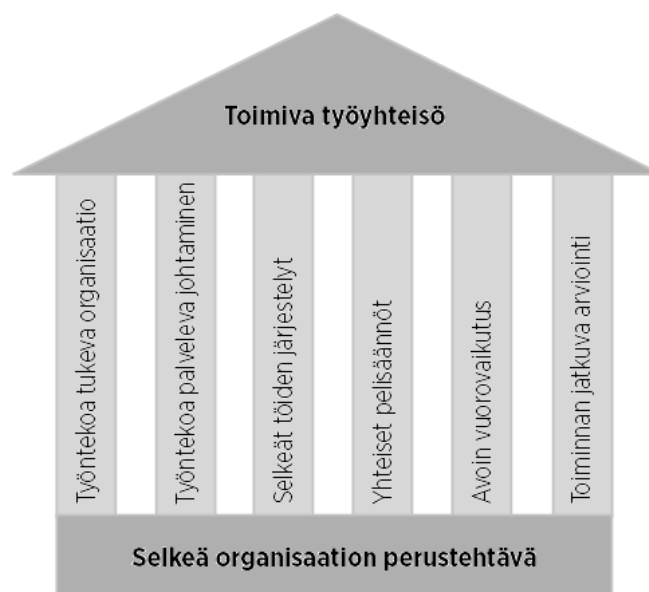 Toimiva työyhteisö
Työntekoa tukeva organisaatio
Työntekoa palveleva johtaminen
Selkeät töiden järjestelyt
Yhteiset pelisäännöt
Avoin vuorovaikutus
Toiminnan jatkuva arviointi
Selkeä organisaation perustehtävä